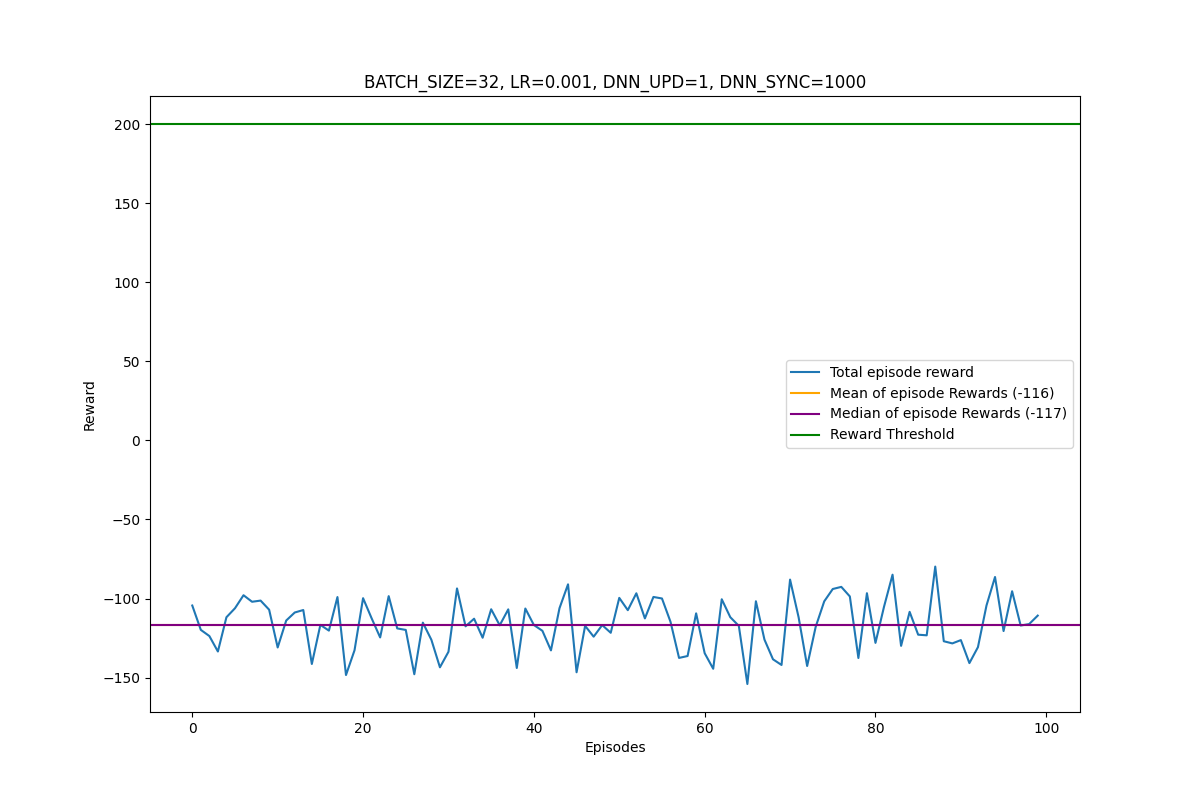 BATCH_SIZE=32, LR=0.001, DNN_UPD=1, DNN_SYNC=1000
200
150
100
50
0
−50
−100
−150
Reward
Total episode reward
Mean of episode Rewards (-116)
Median of episode Rewards (-117)
Reward Threshold
0 20 40 60 80 100
Episodes